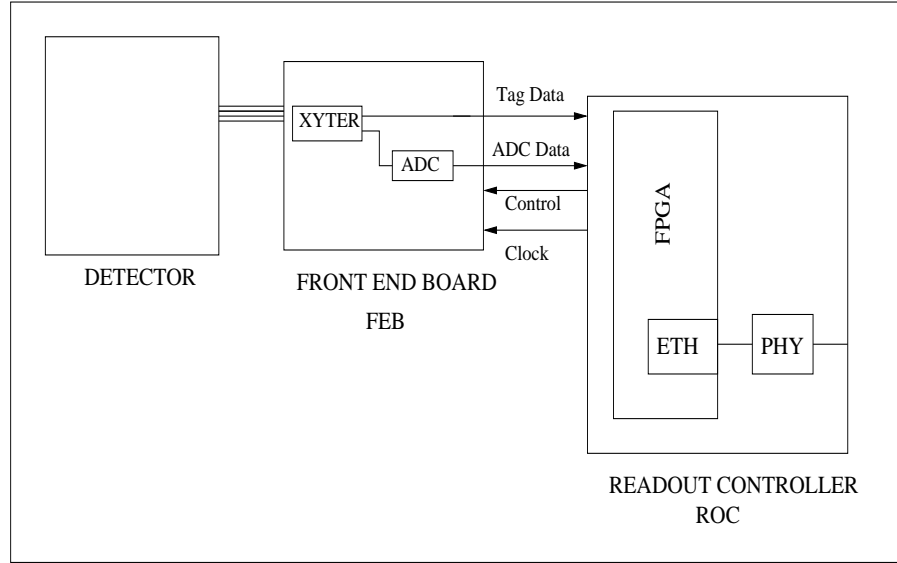 XYTER
ADC
Tag Data
ADC Data
Control
Clock
FPGA
ETH
PHY
DETECTOR
FRONT END BOARD
FEB
READOUT CONTROLLER
ROC